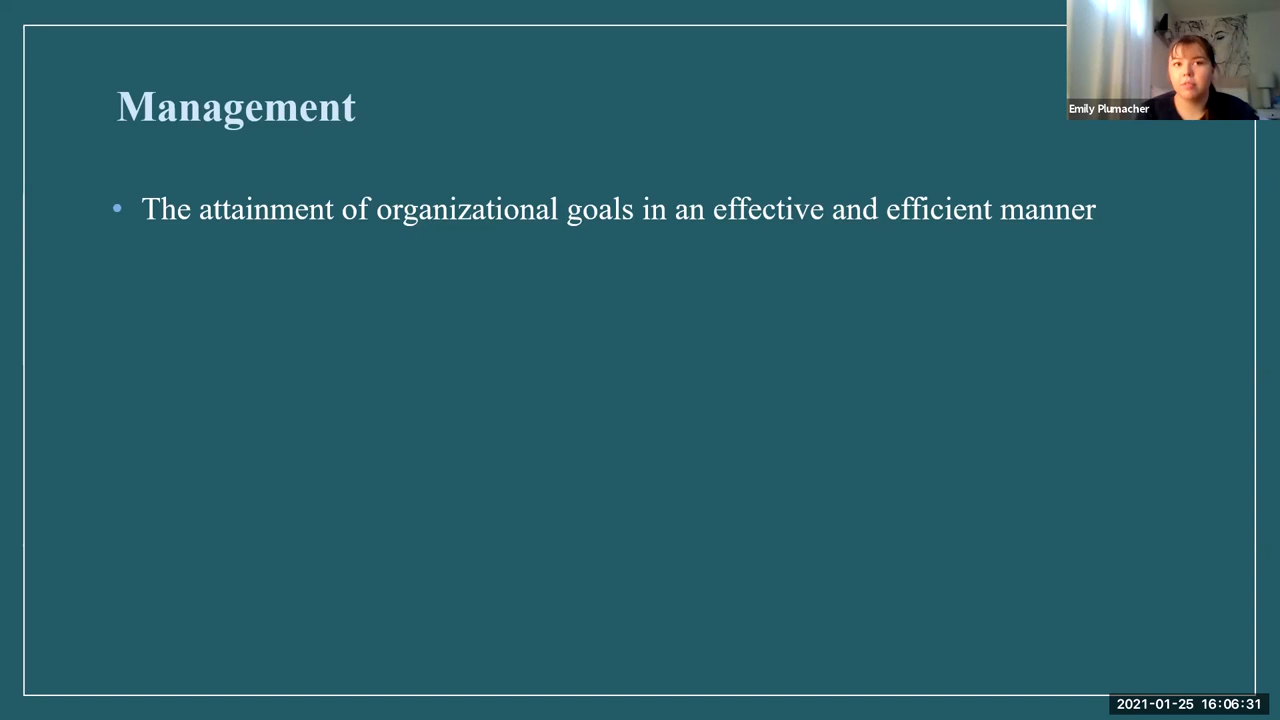 Management
Emily Plumacher
• The attainment of organizational goals in an effective and efficient manner
2021-01-25 16:06:31